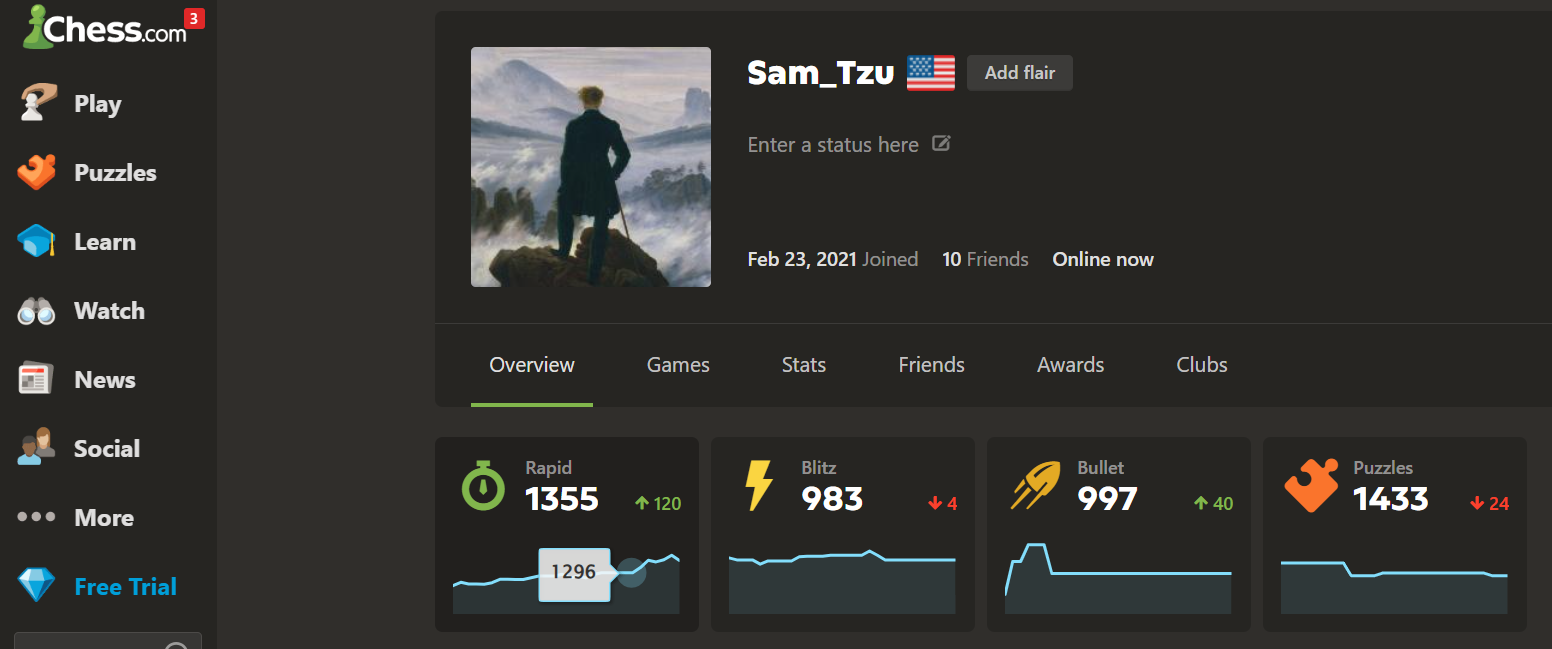 Chess.com
3
Play
Puzzles
Learn
Watch
News
Social
More
Free Trial
Sam_Tzu Add flair
Enter a status here
Feb 23, 2021 Joined 10 Friends Online now
Overview Games Stats Friends Awards Clubs
Rapid
1355 120
1296
Blitz
983 4
Bullet
997 40
Puzzles
1433 24